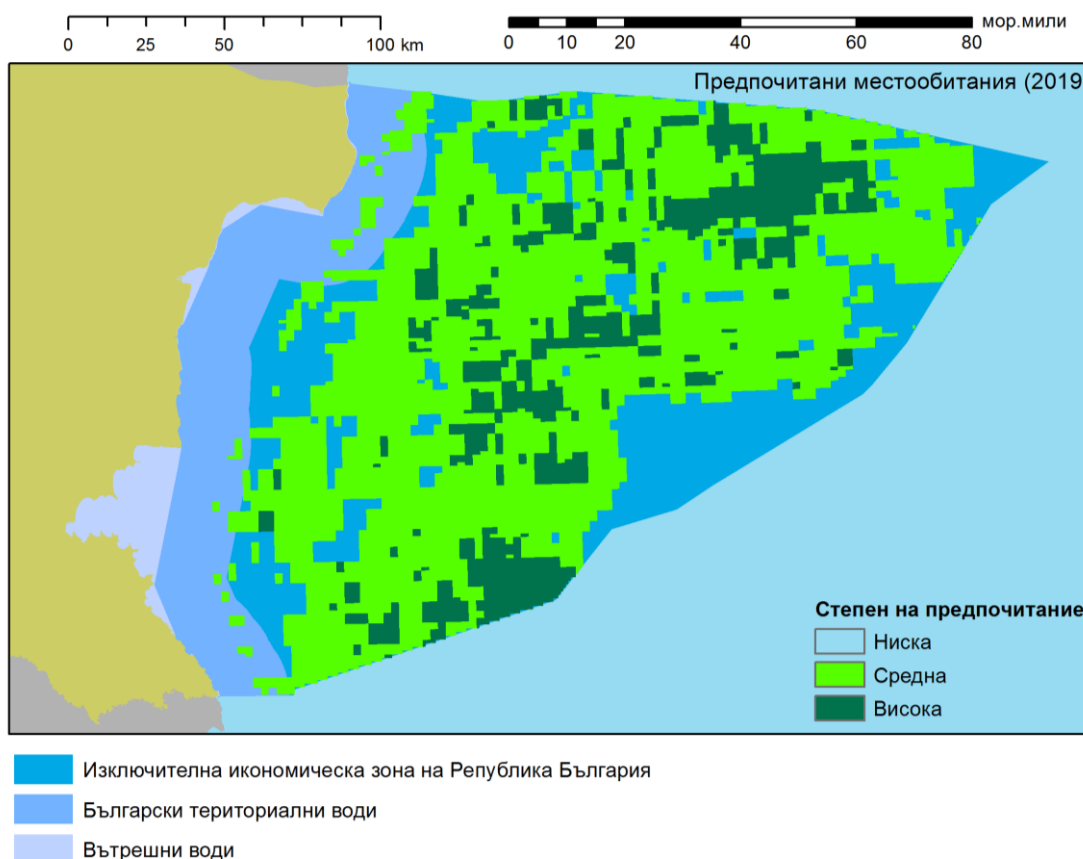 0 25 50 100 km
мор.мили
0 10 20 40 60 80
Предпочитани местообитания (2019
Степен на предпочитание
Ниска
Средна
Висока
Изключителна икономическа зона на Република България
Български териториални води
Вътрешни води